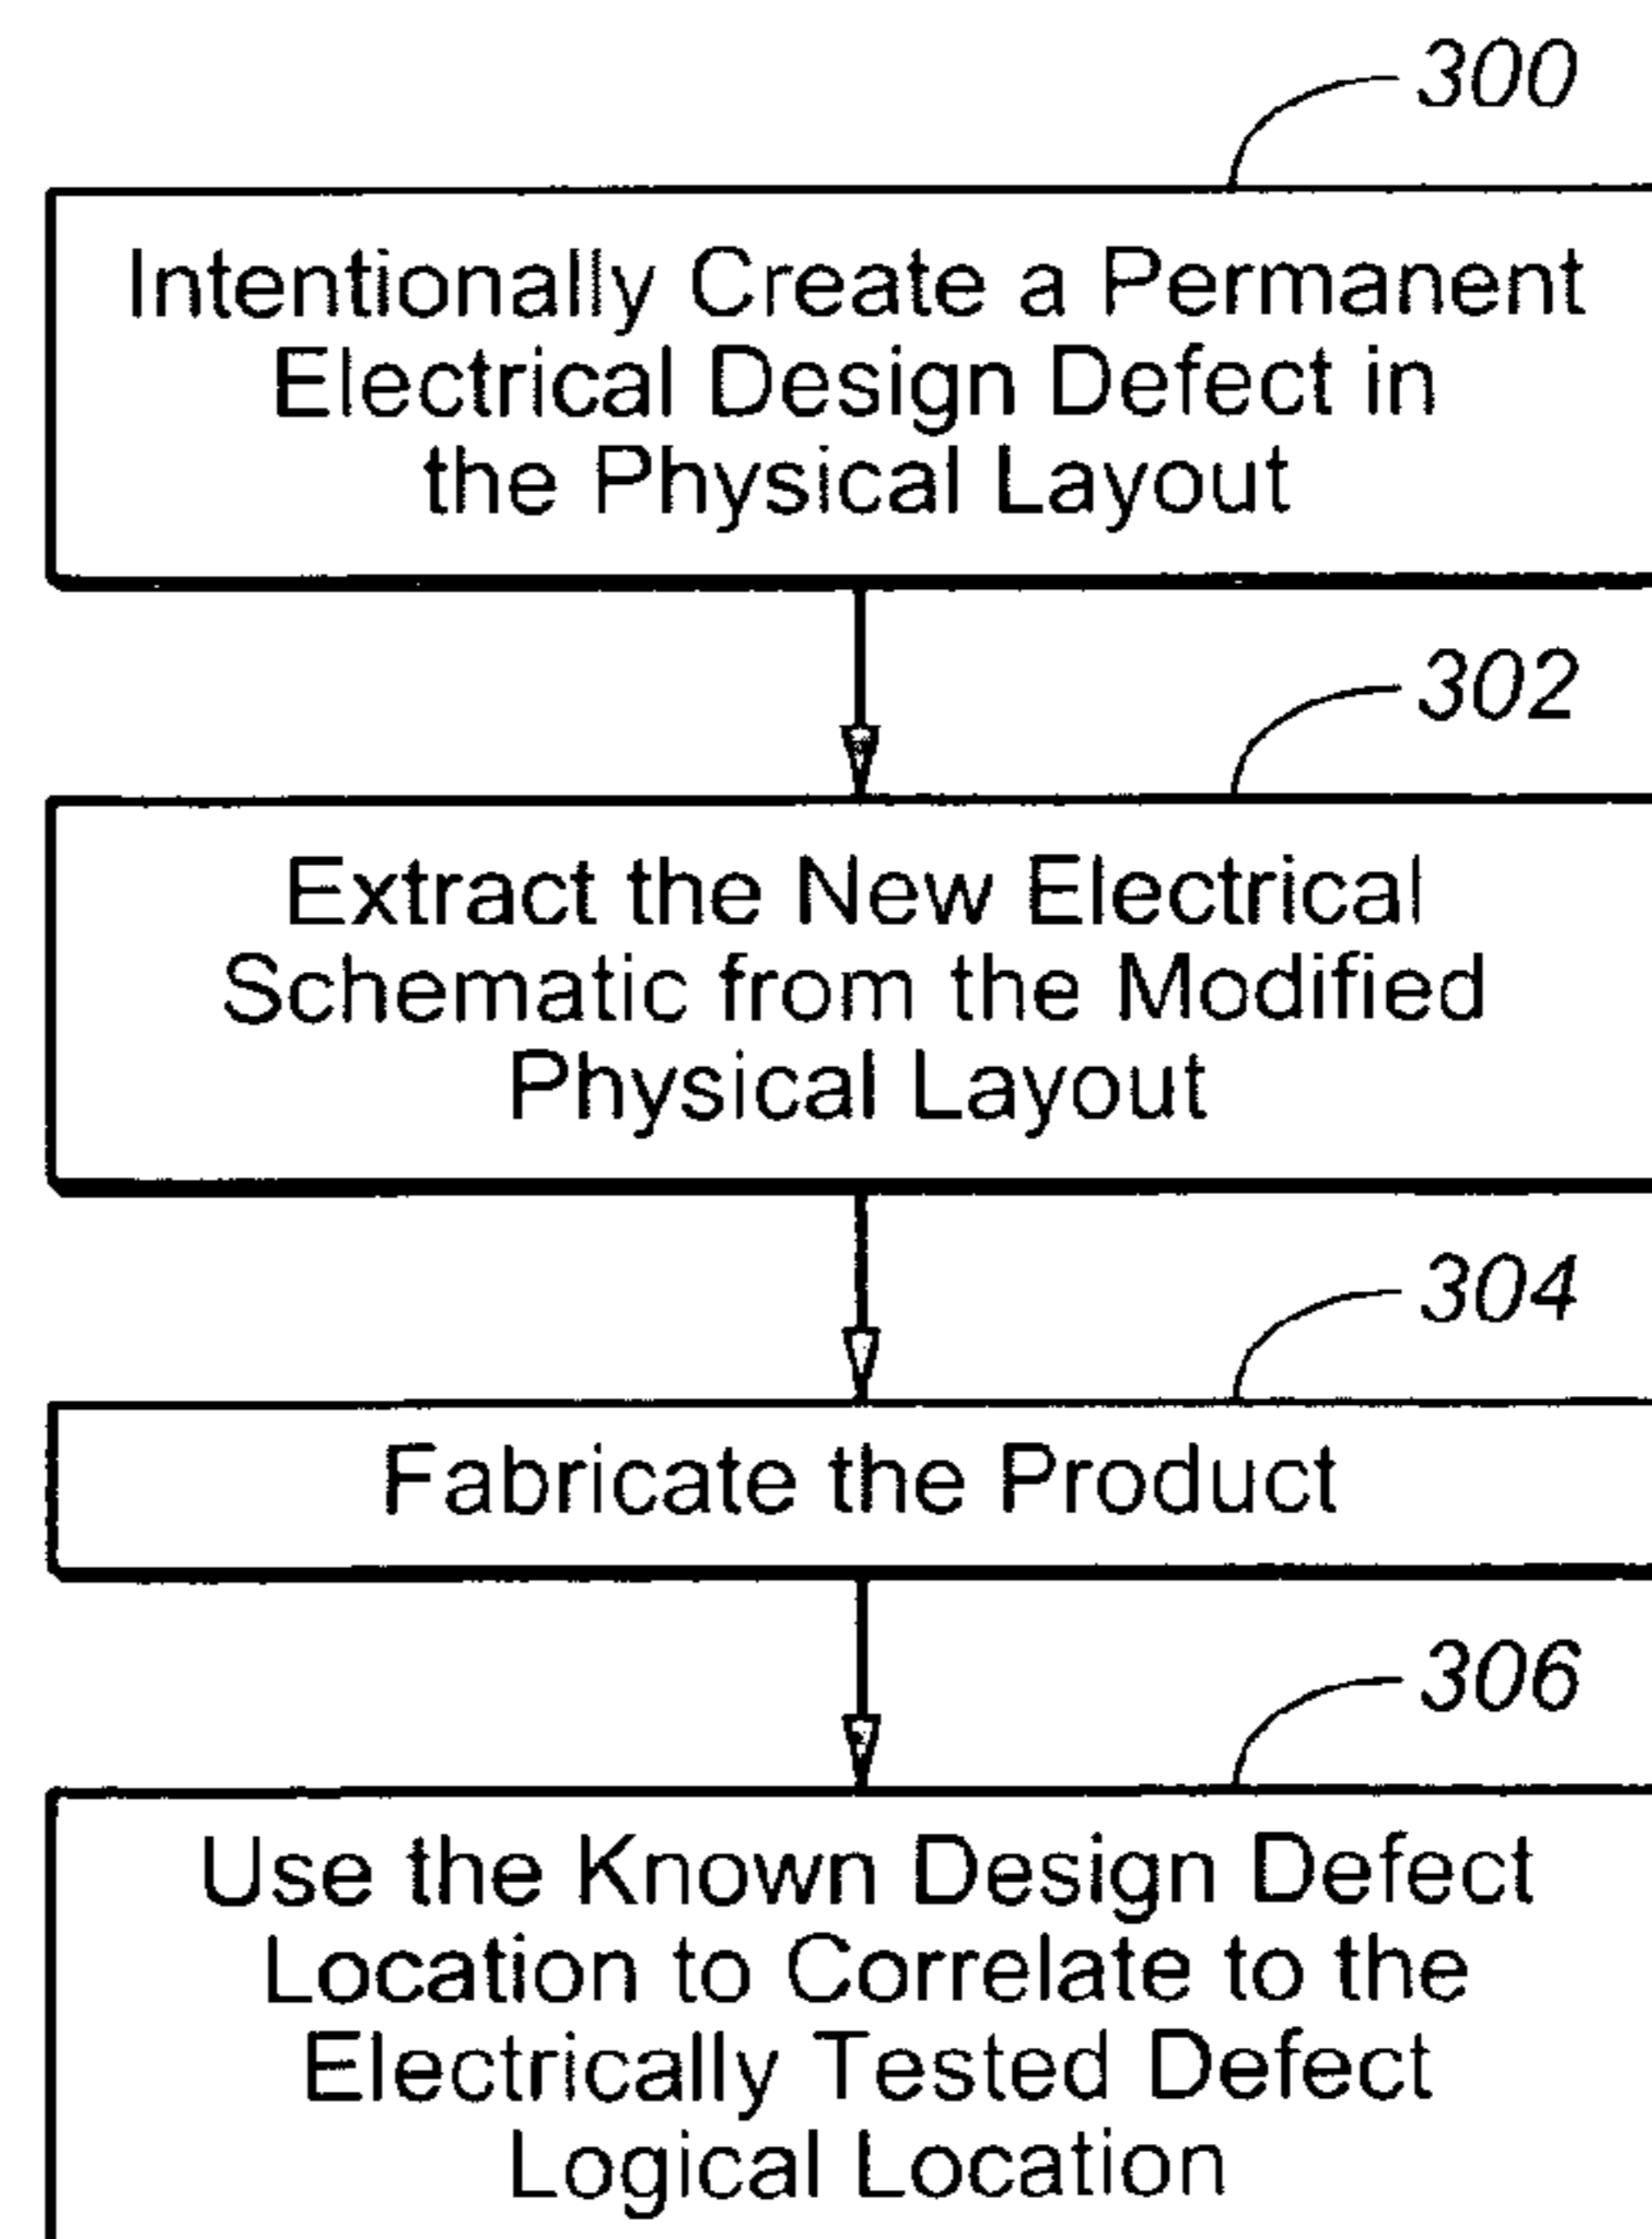 300
Intentionally Create a Permanent
Electrical Design Defect in
the Physical Layout
302
Extract the New Electrical
Schematic from the Modified
Physical Layout
304
Fabricate the Product
306
Use the Known Design Defect
Location to Correlate to the
Electrically Tested Defect
Logical Location